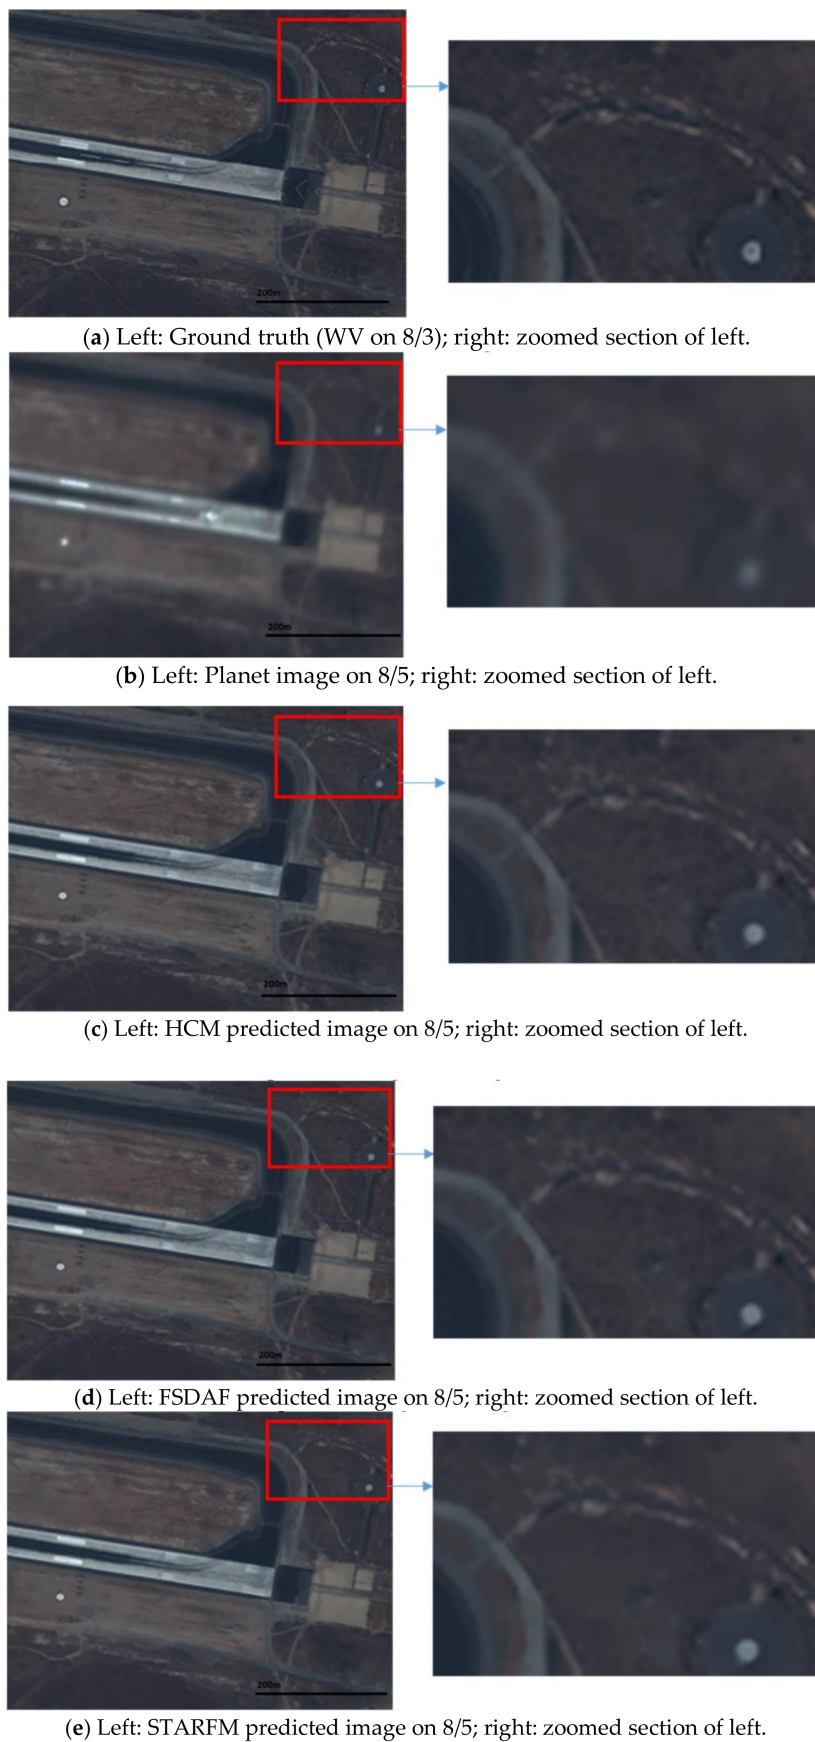 200m
(a) Left: Ground truth (WV on 8/3); right: zoomed section of left.
200m
(b) Left: Planet image on 8/5; right: zoomed section of left.
200m
(c) Left: HCM predicted image on 8/5; right: zoomed section of left.
200m
(d) Left: FSDAF predicted image on 8/5; right: zoomed section of left.
200m
(e) Left: STARFM predicted image on 8/5; right: zoomed section of left.